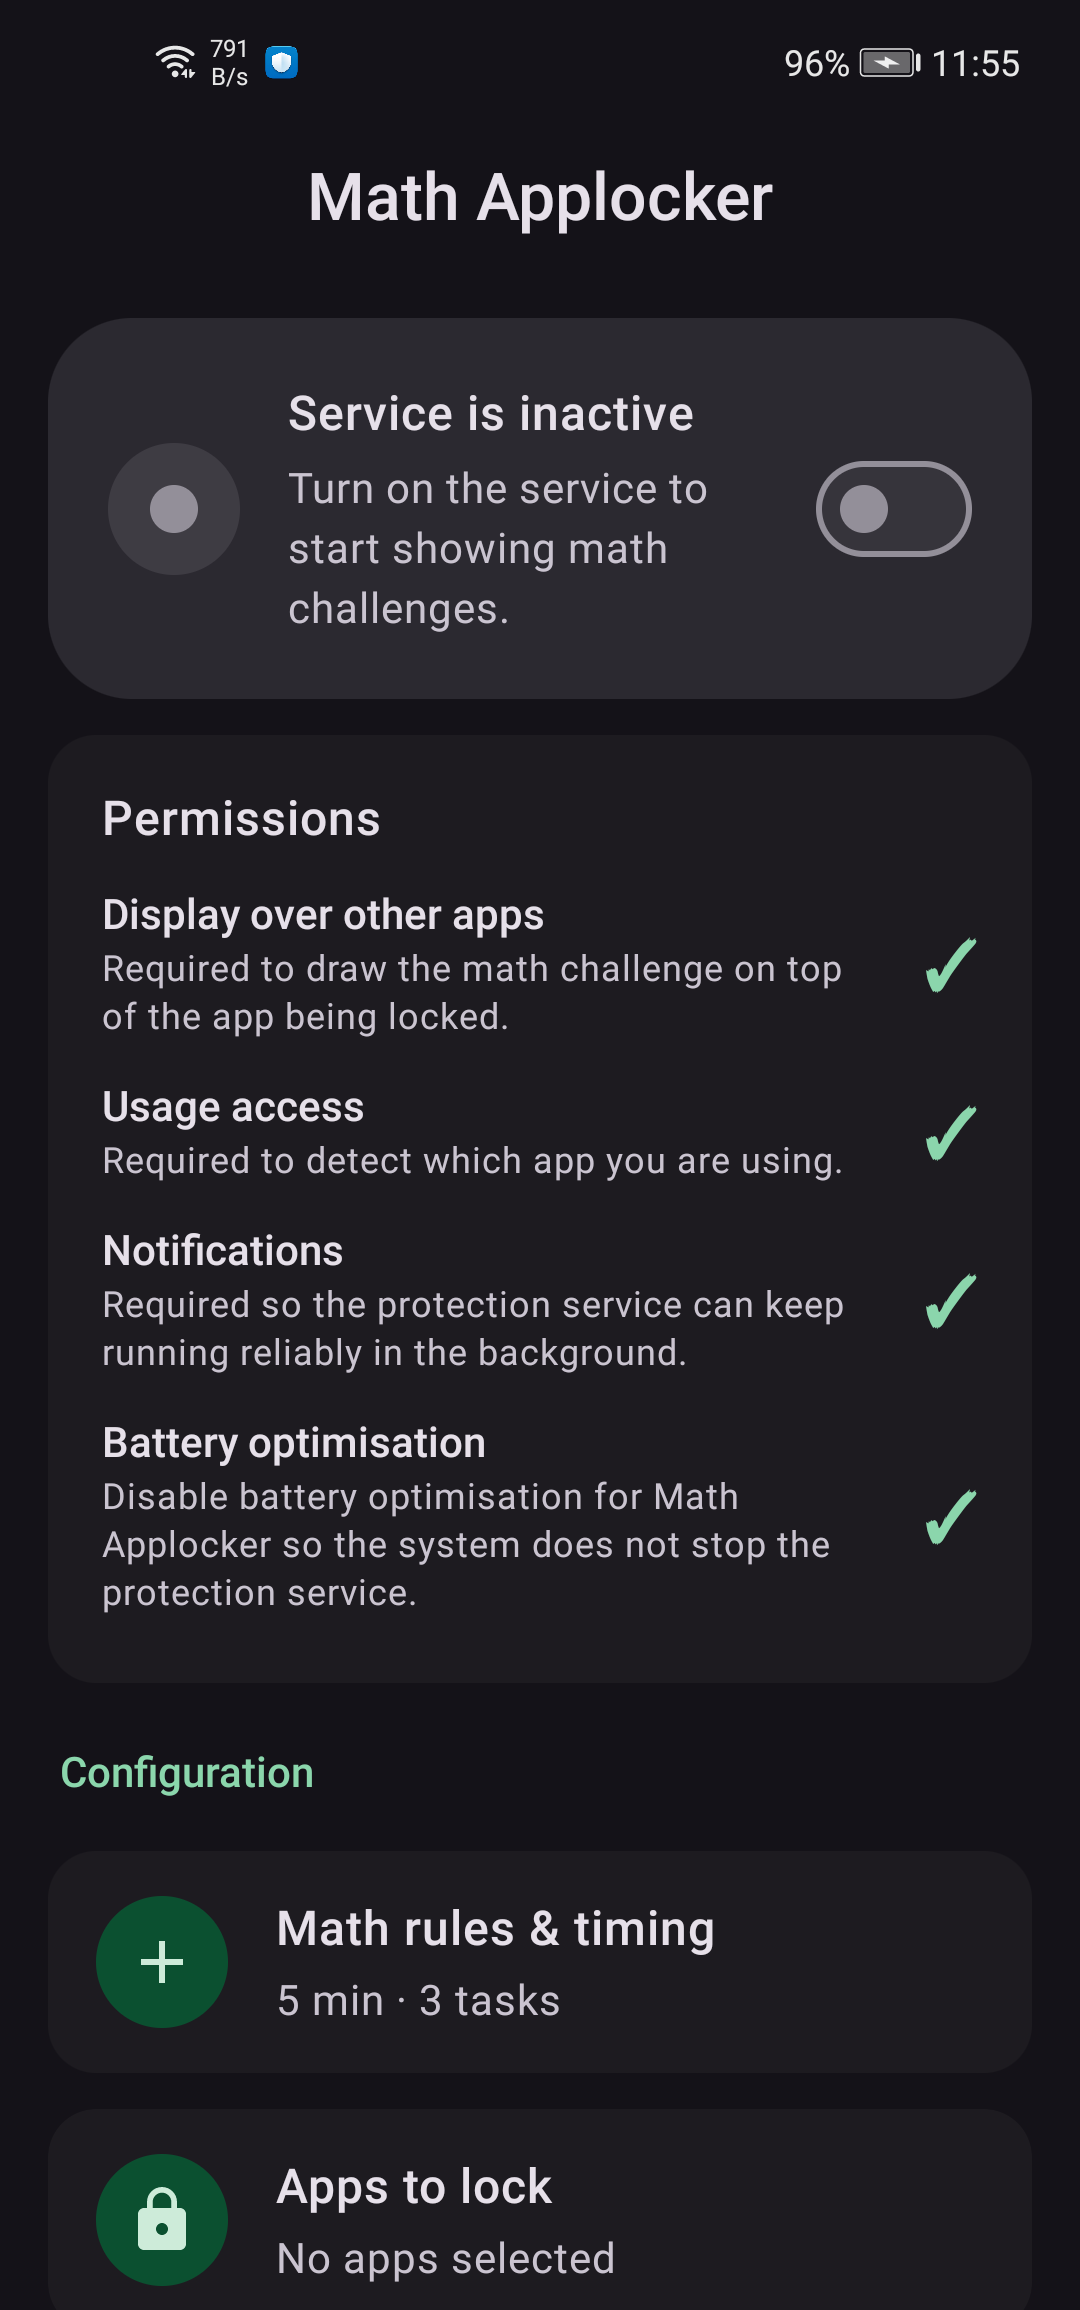 791
B/s
96%
11:55
Math Applocker
Service is inactive
Turn on the service to
start showing math
challenges.
Permissions
Display over other apps
Required to draw the math challenge on top
of the app being locked.
Usage access
Required to detect which app you are using.
Notifications
Required so the protection service can keep
running reliably in the background.
Battery optimisation
Disable battery optimisation for Math
Applocker so the system does not stop the
protection service.
Configuration
Math rules & timing
5 min · 3 tasks
Apps to lock
No apps selected